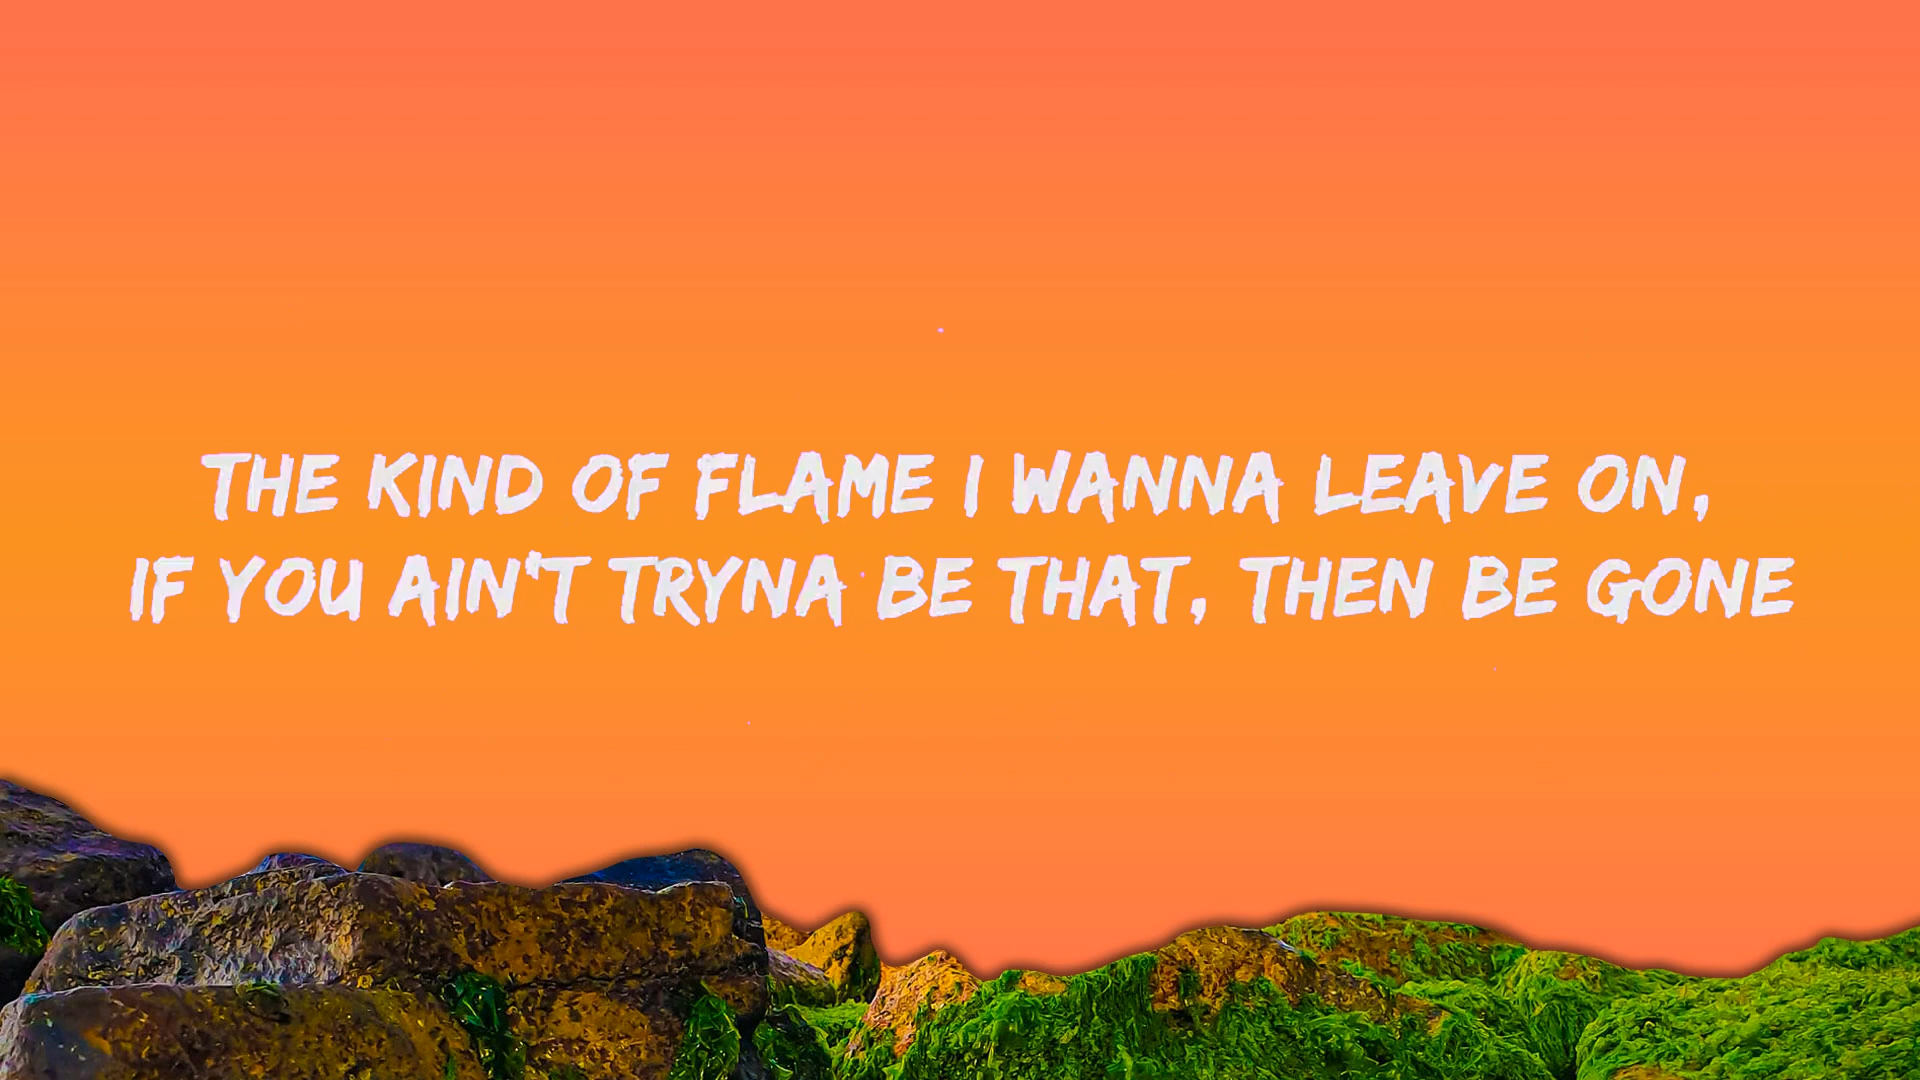 THE KIND OF FLAME I WANNA LEAVE ON,
IF YOU AIN'T TRYNA BE THAT, THEN BE GONE